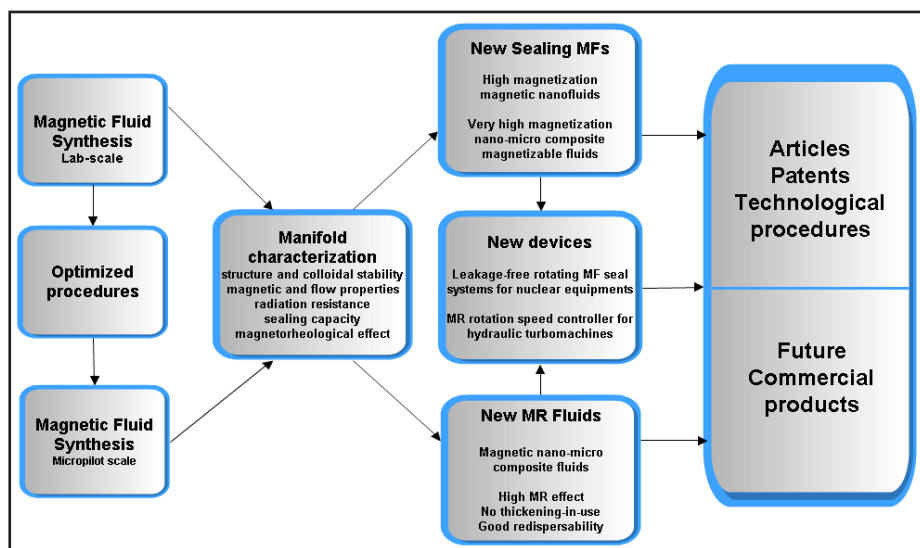 Magnetic Fluid
Synthesis
Lab-scale
Optimized
procedures
Magnetic Fluid
Synthesis
Micropilot scale
Manifold
characterization
structure and colloidal stability
magnetic and flow properties
radiation resistance
sealing capacity
magnetorheological effect
New Sealing MFs
High magnetization
magnetic nanofluids
Very high magnetization
nano-micro composite
magnetizable fluids
New devices
Leakage-free rotating MF seal
systems for nuclear equipments
MR rotation speed controller for
hydraulic turbomachines
New MR Fluids
Magnetic nano-micro
composite fluids
High MR effect
No thickening-in-use
Good redispersability
Articles
Patents
Technological
procedures
Future
Commercial
products